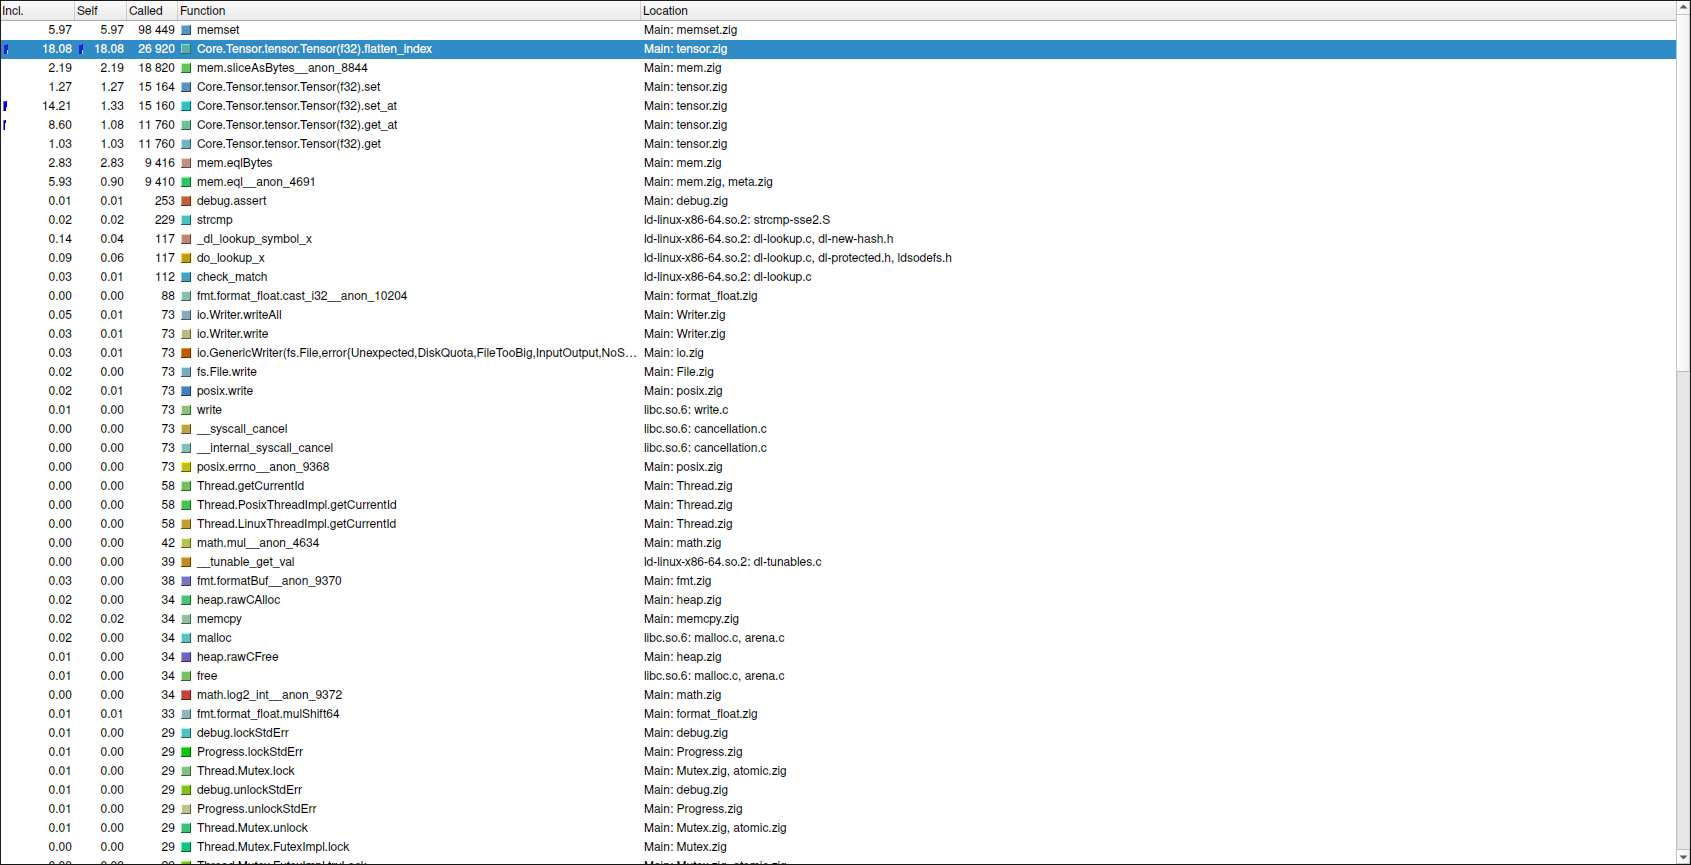 Incl. Self Called Function Location
5.97 5.97 98 449 memset Main: memset.zig
18.08 18.08 26 920 Core.Tensor.tensor.Tensor(f32).flatten_index Main: tensor.zig
2.19 2.19 18 820 mem.sliceAsBytes__anon_8844 Main: mem.zig
1.27 1.27 15 164 Core.Tensor.tensor.Tensor(f32).set Main: tensor.zig
14.21 1.33 15 160 Core.Tensor.tensor.Tensor(f32).set_at Main: tensor.zig
8.60 1.08 11 760 Core.Tensor.tensor.Tensor(f32).get_at Main: tensor.zig
1.03 1.03 11 760 Core.Tensor.tensor.Tensor(f32).get Main: tensor.zig
2.83 2.83 9 416 mem.eqlBytes Main: mem.zig
5.93 0.90 9 410 mem.eql__anon_4691 Main: mem.zig, meta.zig
0.01 0.01 253 debug.assert Main: debug.zig
0.02 0.02 229 strcmp ld-linux-x86-64.so.2: strcmp-sse2.S
0.14 0.04 117 _dl_lookup_symbol_x ld-linux-x86-64.so.2: dl-lookup.c, dl-new-hash.h
0.09 0.06 117 do_lookup_x ld-linux-x86-64.so.2: dl-lookup.c, dl-protected.h, ldsodefs.h
0.03 0.01 112 check_match ld-linux-x86-64.so.2: dl-lookup.c
0.00 0.00 88 fmt.format_float.cast_i32__anon_10204 Main: format_float.zig
0.05 0.01 73 io.Writer.writeAll Main: Writer.zig
0.03 0.01 73 io.Writer.write Main: Writer.zig
0.03 0.01 73 io.GenericWriter(fs.File,error{Unexpected,DiskQuota,FileTooBig,InputOutput,NoS... Main: io.zig
0.02 0.00 73 fs.File.write Main: File.zig
0.02 0.01 73 posix.write Main: posix.zig
0.01 0.00 73 write libc.so.6: write.c
0.00 0.00 73 __syscall_cancel libc.so.6: cancellation.c
0.00 0.00 73 __internal_syscall_cancel libc.so.6: cancellation.c
0.00 0.00 73 posix.errno__anon_9368 Main: posix.zig
0.00 0.00 58 Thread.getCurrentId Main: Thread.zig
0.00 0.00 58 Thread.PosixThreadImpl.getCurrentId Main: Thread.zig
0.00 0.00 58 Thread.LinuxThreadImpl.getCurrentId Main: Thread.zig
0.00 0.00 42 math.mul__anon_4634 Main: math.zig
0.00 0.00 39 __tunable_get_val ld-linux-x86-64.so.2: dl-tunables.c
0.03 0.00 38 fmt.formatBuf__anon_9370 Main: fmt.zig
0.02 0.00 34 heap.rawCAlloc Main: heap.zig
0.02 0.02 34 memcpy Main: memcpy.zig
0.02 0.00 34 malloc libc.so.6: malloc.c, arena.c
0.01 0.00 34 heap.rawCFree Main: heap.zig
0.01 0.00 34 free libc.so.6: malloc.c, arena.c
0.00 0.00 34 math.log2_int__anon_9372 Main: math.zig
0.01 0.01 33 fmt.format_float.mulShift64 Main: format_float.zig
0.01 0.00 29 debug.lockStdErr Main: debug.zig
0.01 0.00 29 Progress.lockStdErr Main: Progress.zig
0.01 0.00 29 Thread.Mutex.lock Main: Mutex.zig, atomic.zig
0.01 0.00 29 debug.unlockStdErr Main: debug.zig
0.01 0.00 29 Progress.unlockStdErr Main: Progress.zig
0.01 0.00 29 Thread.Mutex.unlock Main: Mutex.zig, atomic.zig
0.00 0.00 29 Thread.Mutex.FutexImpl.lock Main: Mutex.zig